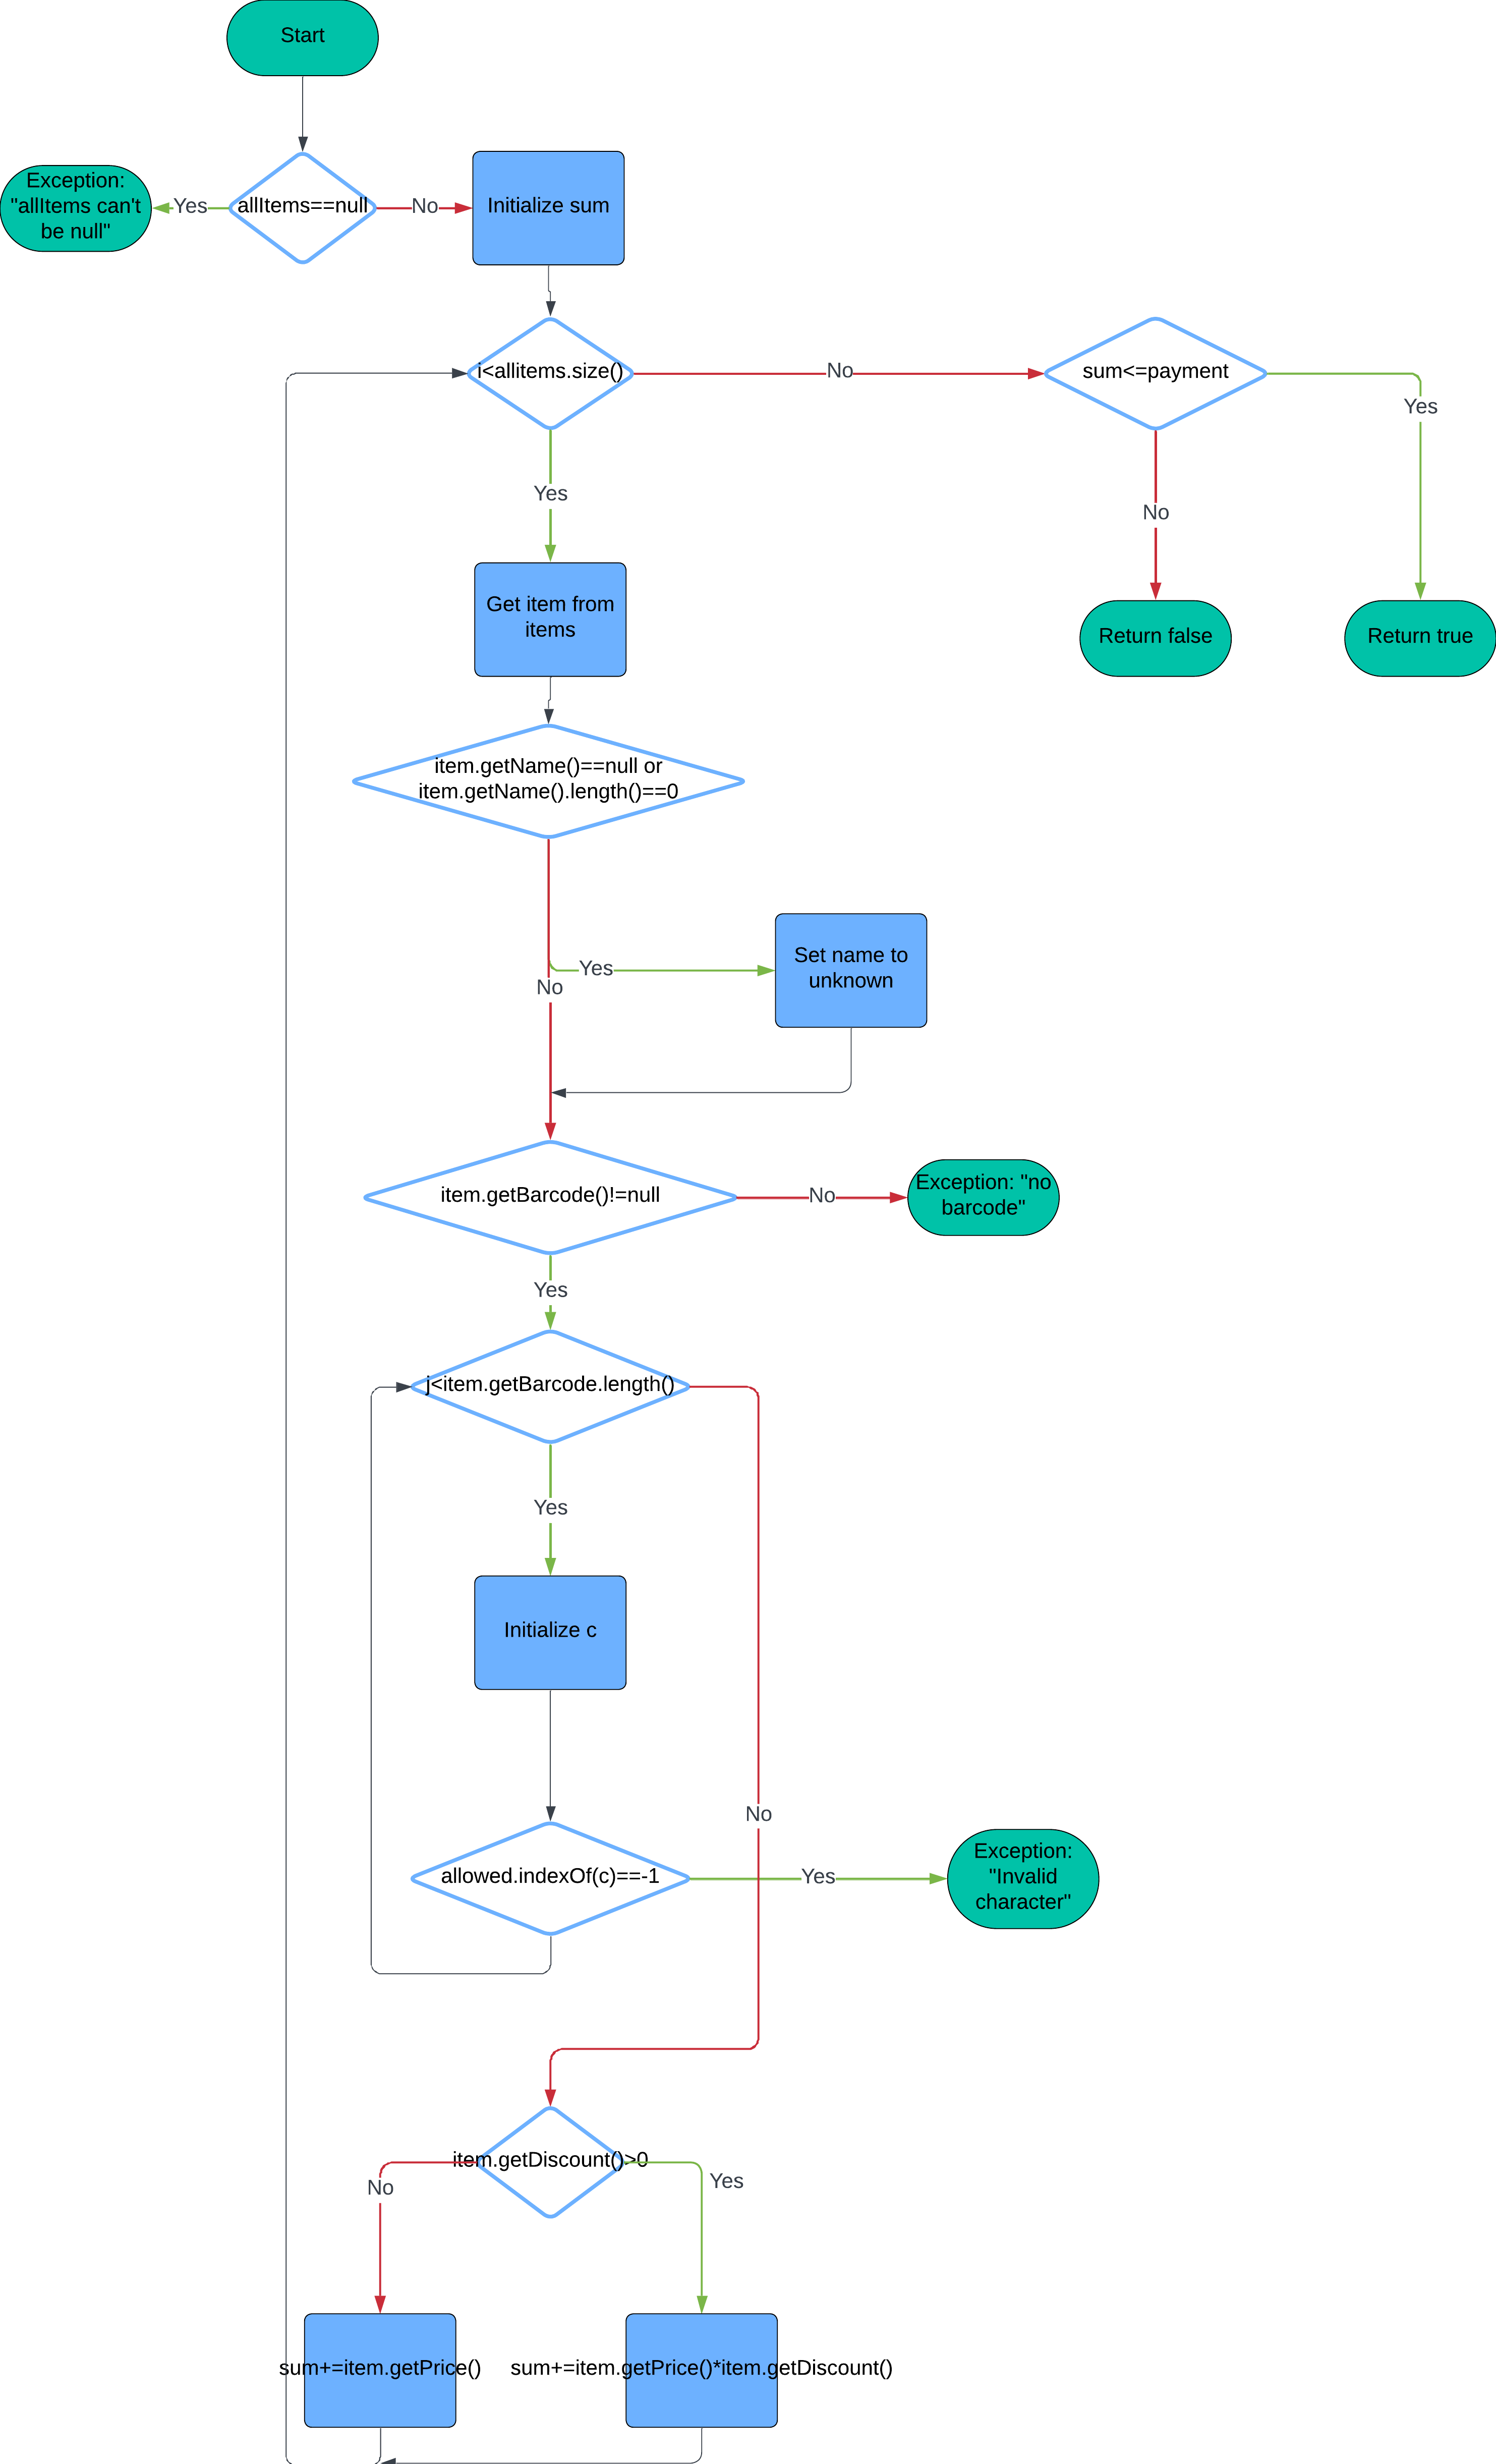 Start
Exception:
"allItems can't
be null"
Yes
allItems==null
No
Initialize sum
i<allitems.size()
No
sum<=payment
Yes
Yes
No
Get item from
items
Return false
Return true
item.getName()==null or
item.getName().length()==0
Yes
No
Set name to
unknown
item.getBarcode()!=null
No
Exception: "no
barcode"
Yes
j<item.getBarcode.length()
Yes
Initialize c
No
allowed.indexOf(c)==-1
Yes
Exception:
"Invalid
character"
item.getDiscount()>0
No
Yes
sum+=item.getPrice()
sum+=item.getPrice()*item.getDiscount()